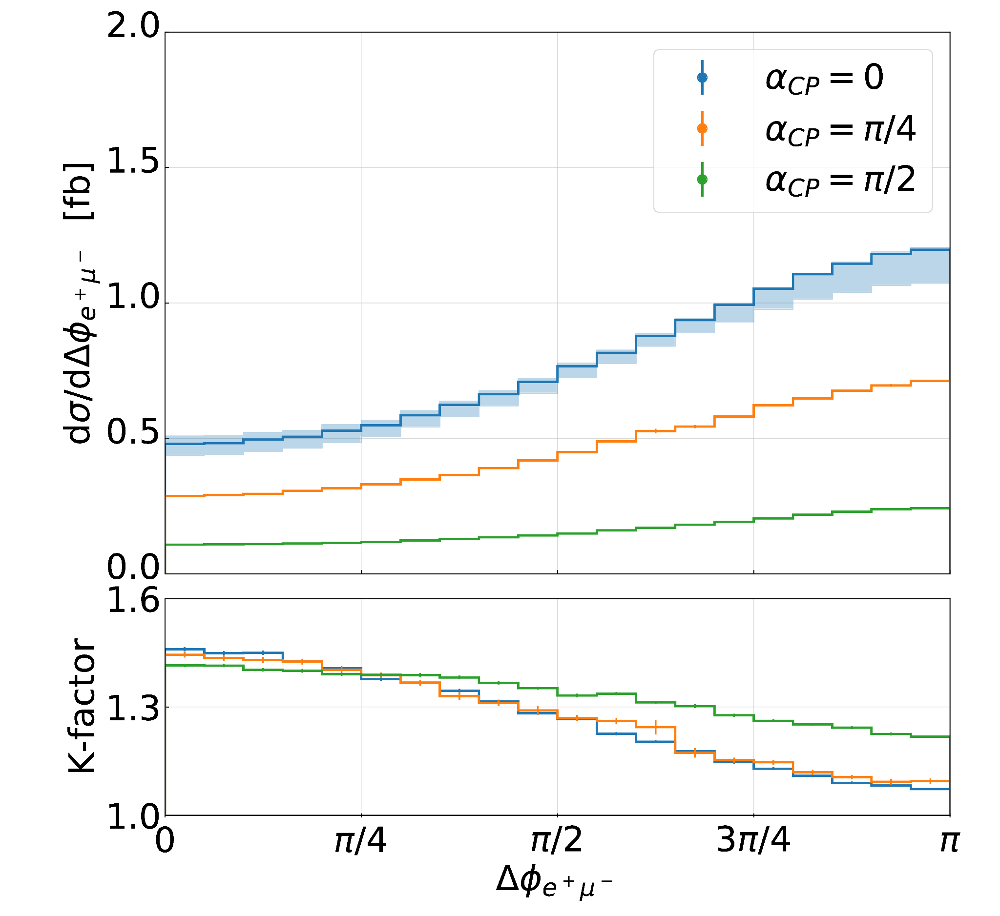 2.0
1.5
1.0
0.5
0.0
dσ/dΔϕ_{e⁺μ⁻} [fb]
α_{CP} = 0
α_{CP} = π/4
α_{CP} = π/2
1.6
1.3
1.0
K-factor
0 π/4 π/2 3π/4 π
Δϕ_{e⁺μ⁻}